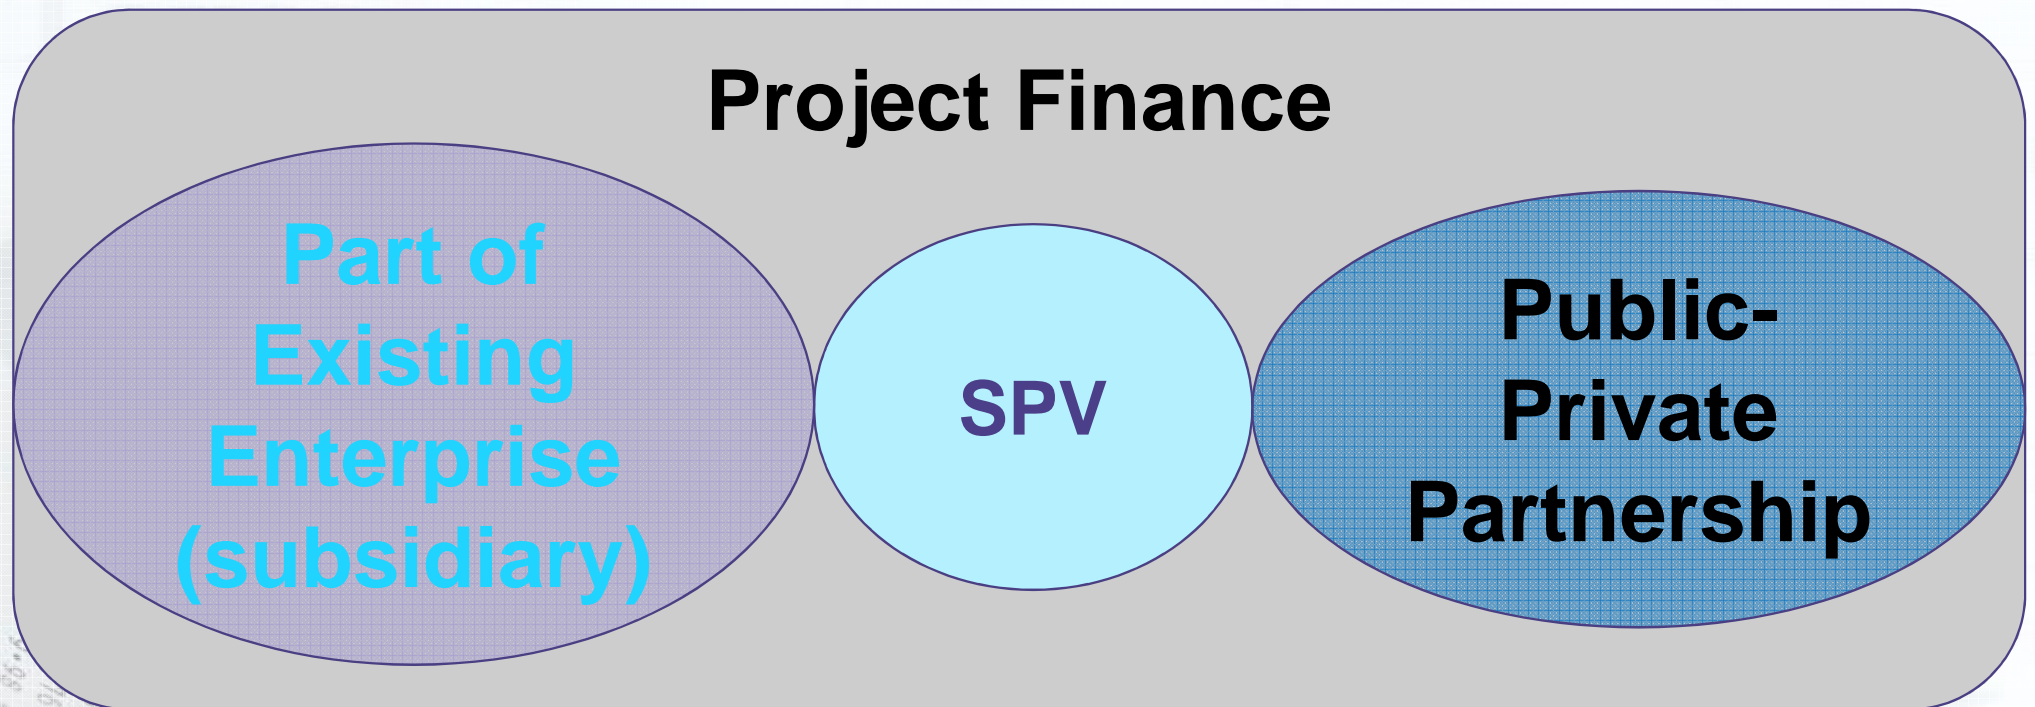 Project Finance
Part of
Existing
Enterprise
(subsidiary)
SPV
Public-
Private
Partnership